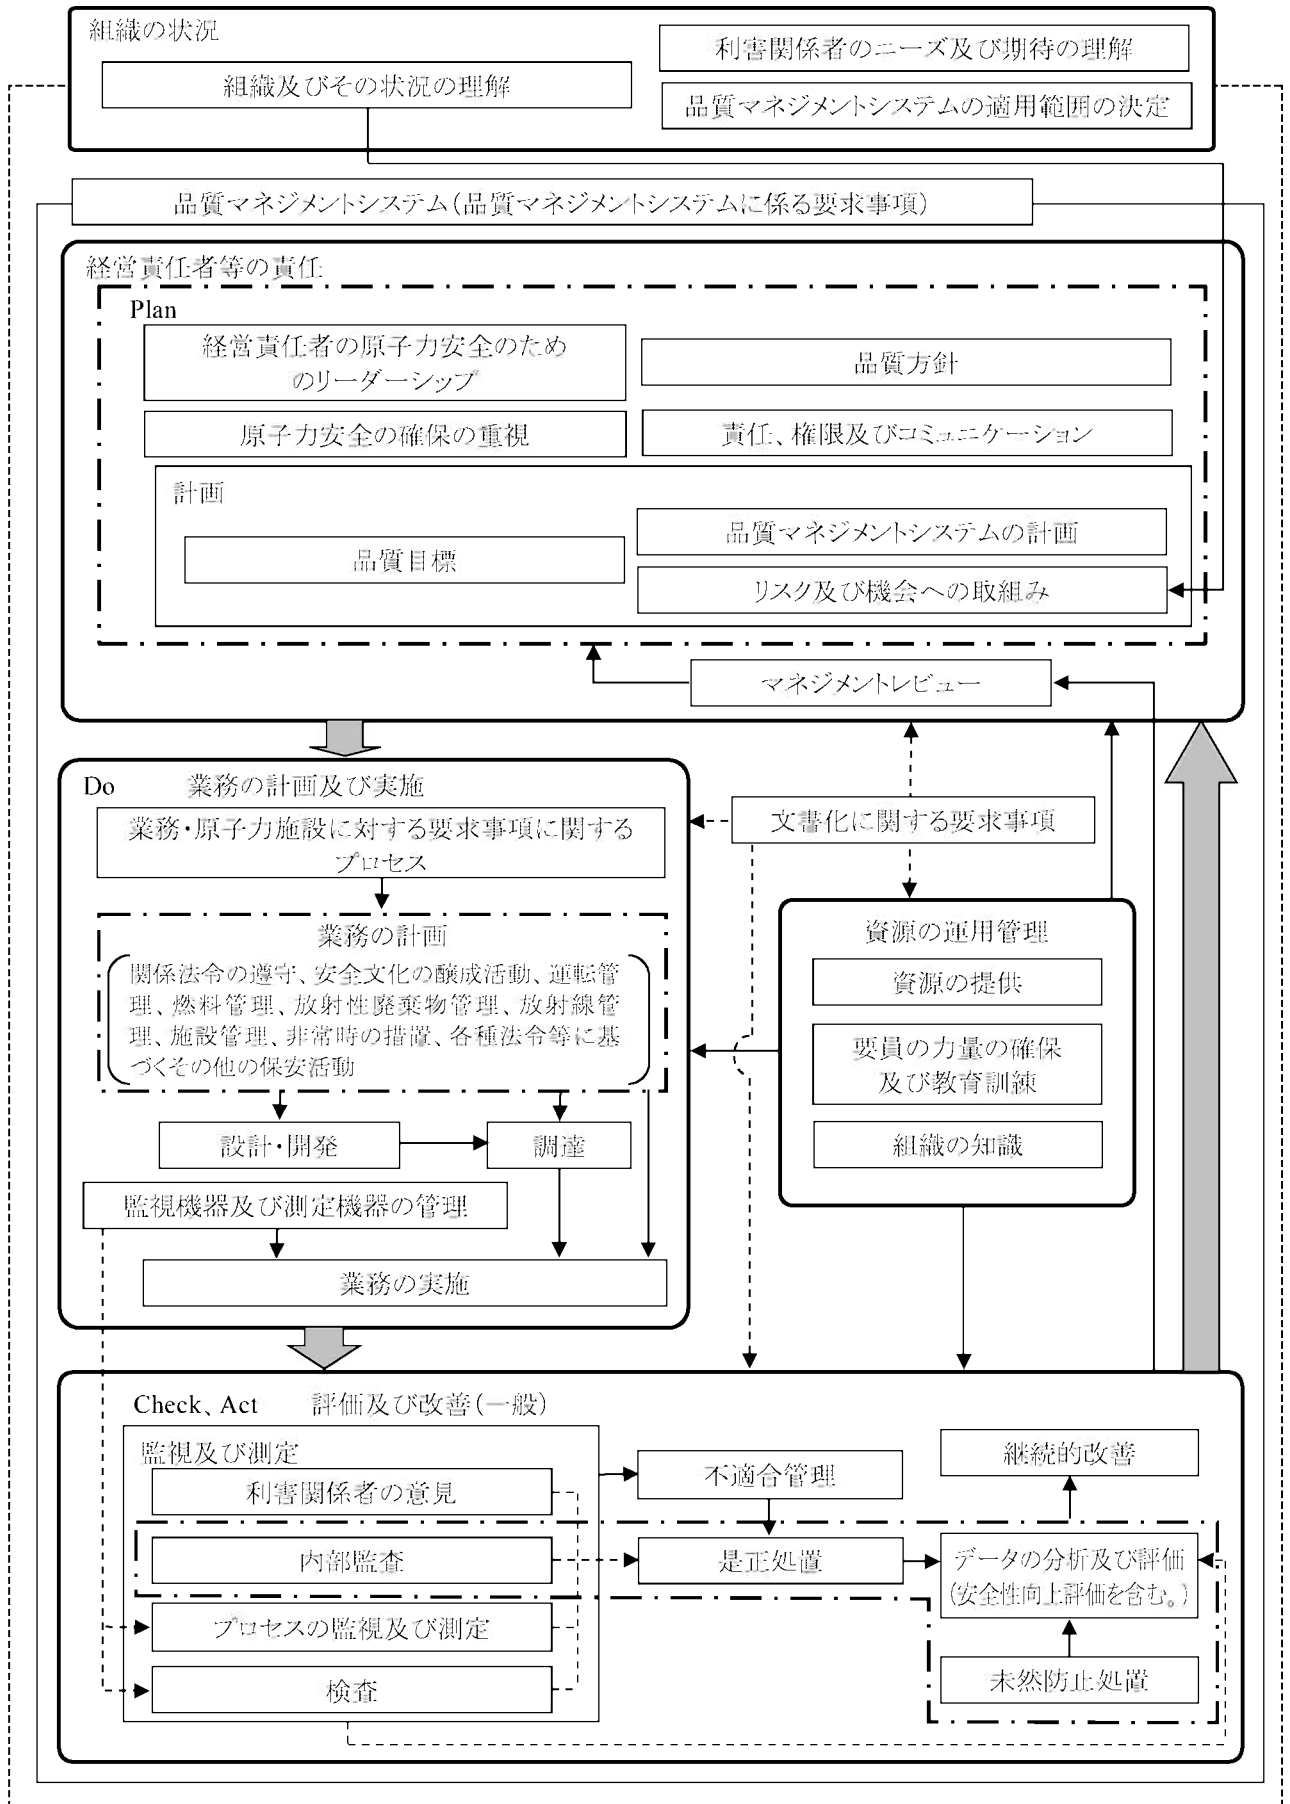 組織の状況
利害関係者のニーズ及び期待の理解
組織及びその状況の理解
品質マネジメントシステムの適用範囲の決定
品質マネジメントシステム(品質マネジメントシステムに係る要求事項)
経営責任者等の責任
Plan
経営責任者の原子力安全のため
のリーダーシップ
品質方針
原子力安全の確保の重視
責任、権限及びコミュニケーション
計画
品質マネジメントシステムの計画
品質目標
リスク及び機会への取組み
マネジメントレビュー
Do 業務の計画及び実施
業務・原子力施設に対する要求事項に関する
プロセス
文書化に関する要求事項
業務の計画
関係法令の遵守、安全文化の醸成活動、運転管
理、燃料管理、放射性廃棄物管理、放射線管
理、施設管理、非常時の措置、各種法令等に基
づくその他の保安活動
資源の運用管理
資源の提供
要員の力量の確保
及び教育訓練
組織の知識
設計・開発
調達
監視機器及び測定機器の管理
業務の実施
Check、Act 評価及び改善(一般)
監視及び測定
利害関係者の意見
不適合管理
継続的改善
内部監査
是正処置
データの分析及び評価
(安全性向上評価を含む。)
プロセスの監視及び測定
検査
未然防止処置